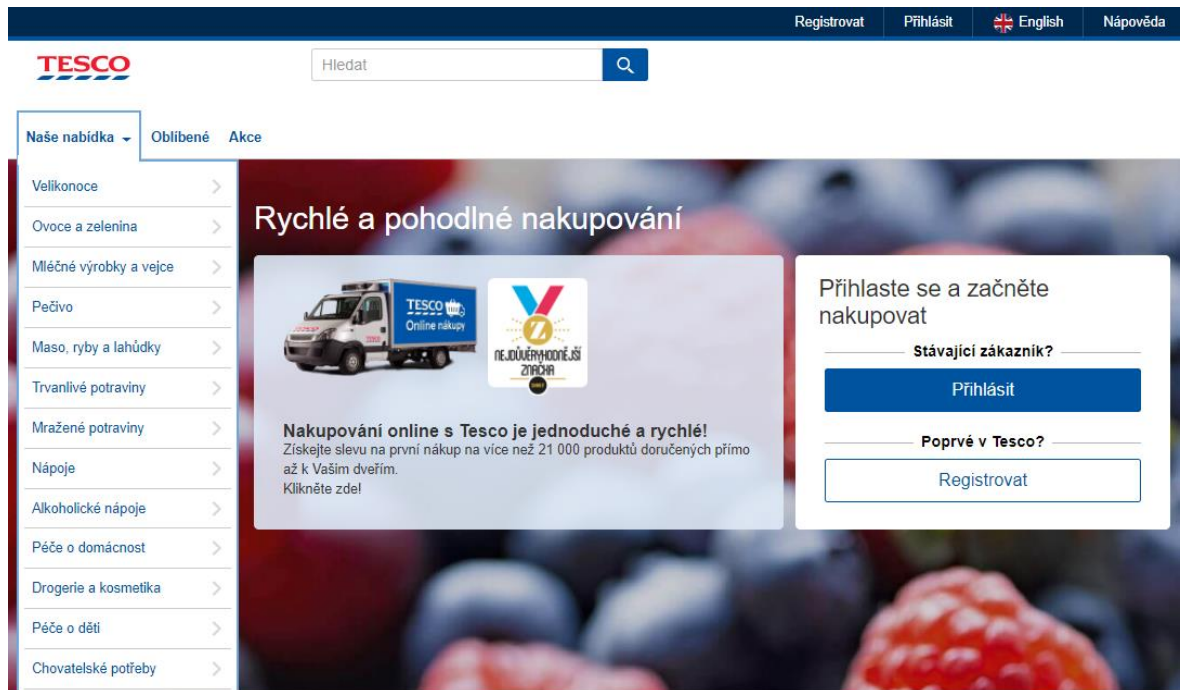 Registrovat Přihlásit English Nápověda
TESCO
Hledat
Naše nabídka Oblíbené Akce
Velikonoce
Ovoce a zelenina
Mléčné výrobky a vejce
Pečivo
Maso, ryby a lahůdky
Trvanlivé potraviny
Mražené potraviny
Nápoje
Alkoholické nápoje
Péče o domácnost
Drogerie a kosmetika
Péče o děti
Chovatelské potřeby
Rychlé a pohodlné nakupování
TESCO
Online nákupy
NEJDŮVĚRYHODNĚJŠÍ
ZNAČKA
Nakupování online s Tesco je jednoduché a rychlé!
Získejte slevu na první nákup na více než 21 000 produktů doručených přímo
až k Vašim dveřím.
Klikněte zde!
Přihlaste se a začněte
nakupovat
Stávající zákazník?
Přihlásit
Poprvé v Tesco?
Registrovat